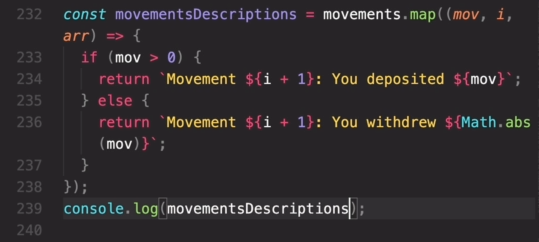 232 const movementsDescriptions = movements.map((mov, i,
arr) => {
233 if (mov > 0) {
234 return `Movement ${i + 1}: You deposited ${mov}`;
235 } else {
236 return `Movement ${i + 1}: You withdrew ${Math.abs
(mov)}`;
237 }
238 });
239 console.log(movementsDescriptions);
240